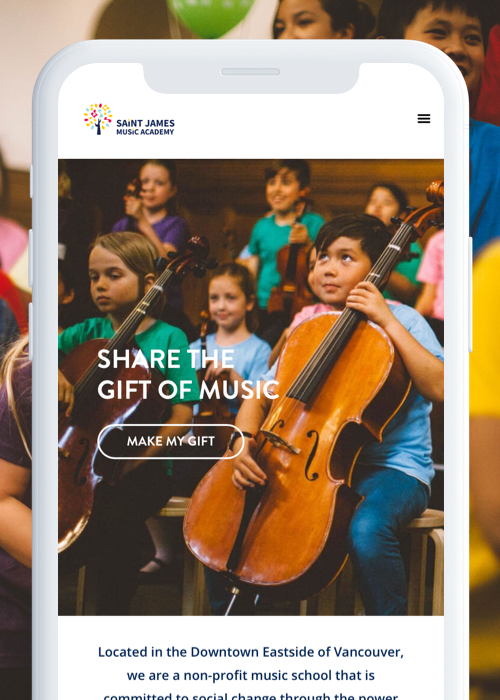 SAiNT JAMES
MUSiC ACADEMY
SHARE THE
GIFT OF MUSIC
MAKE MY GIFT
Located in the Downtown Eastside of Vancouver,
we are a non-profit music school that is
committed to social change through the power